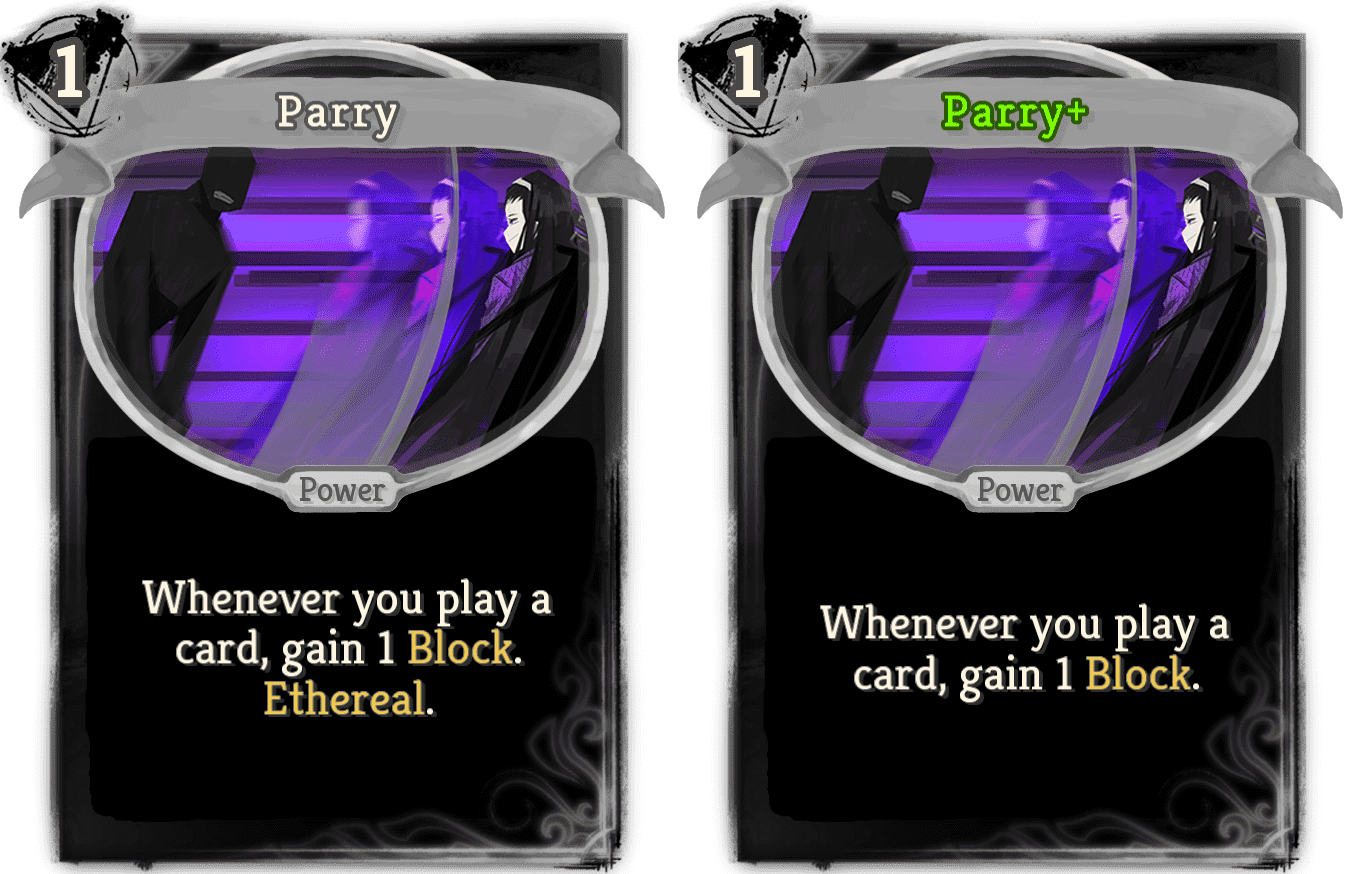 1
Parry
Power
Whenever you play a
card, gain 1 Block.
Ethereal.
1
Parry+
Power
Whenever you play a
card, gain 1 Block.